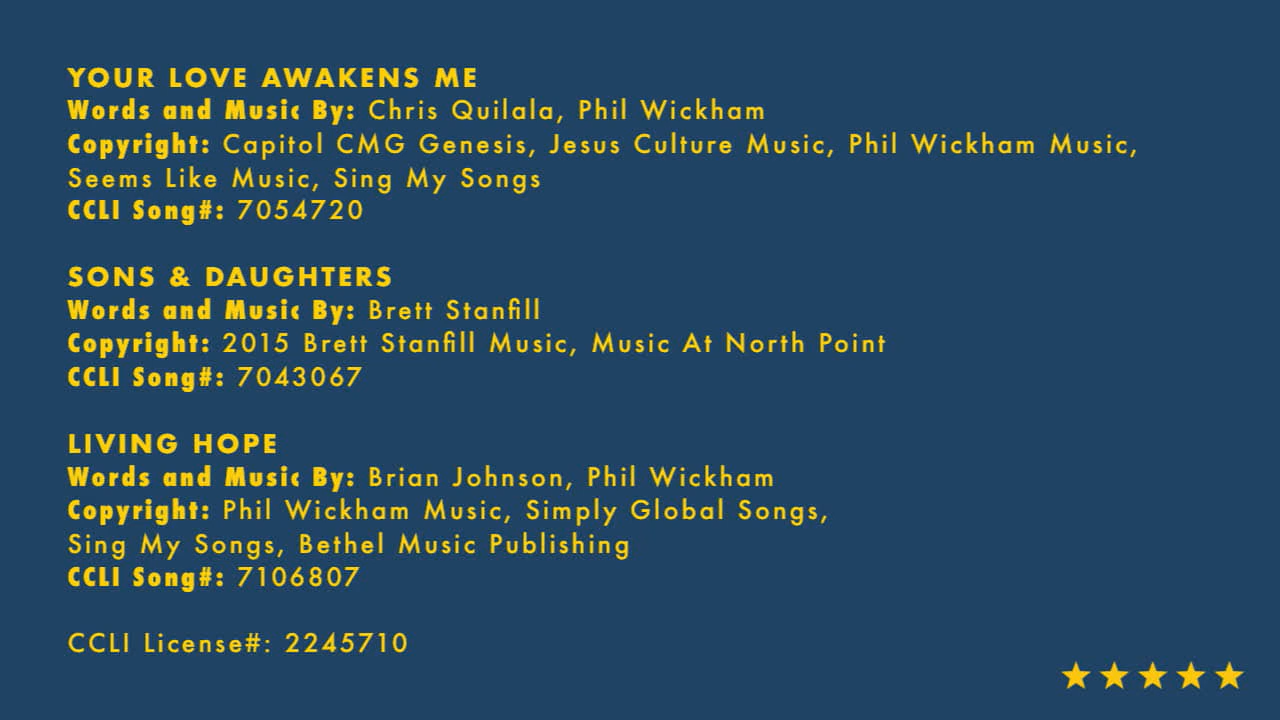 YOUR LOVE AWAKENS ME
Words and Music By: Chris Quilala, Phil Wickham
Copyright: Capitol CMG Genesis, Jesus Culture Music, Phil Wickham Music,
Seems Like Music, Sing My Songs
CCLI Song#: 7054720
SONS & DAUGHTERS
Words and Music By: Brett Stanfill
Copyright: 2015 Brett Stanfill Music, Music At North Point
CCLI Song#: 7043067
LIVING HOPE
Words and Music By: Brian Johnson, Phil Wickham
Copyright: Phil Wickham Music, Simply Global Songs,
Sing My Songs, Bethel Music Publishing
CCLI Song#: 7106807
CCLI License#: 2245710